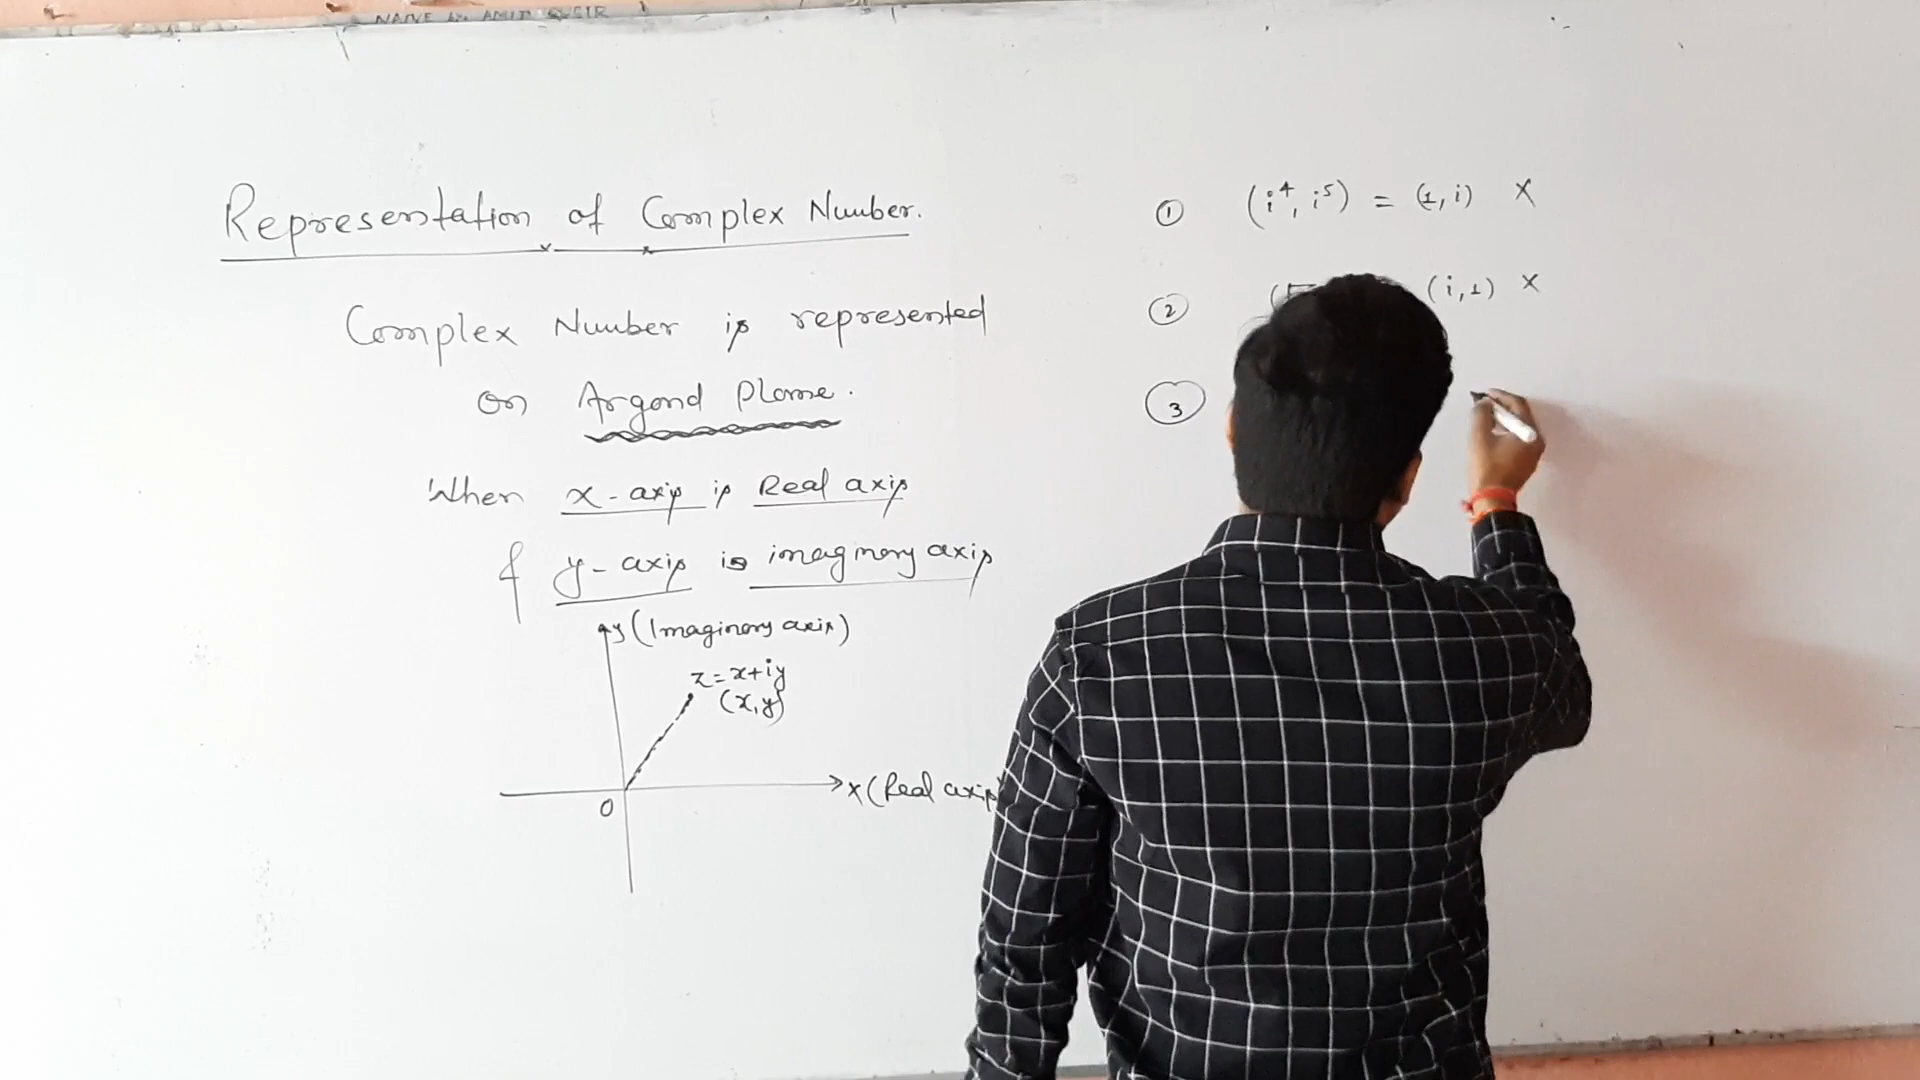 Representation of Complex Number.
Complex Number is represented
on Argand Plane.
When x-axis is Real axis
& y-axis is imaginary axis
y (Imaginary axis)
z = x+iy
(x,y)
O
x (Real axis
① (i⁴, i⁵) = (1, i) X
② (i,1) X
③